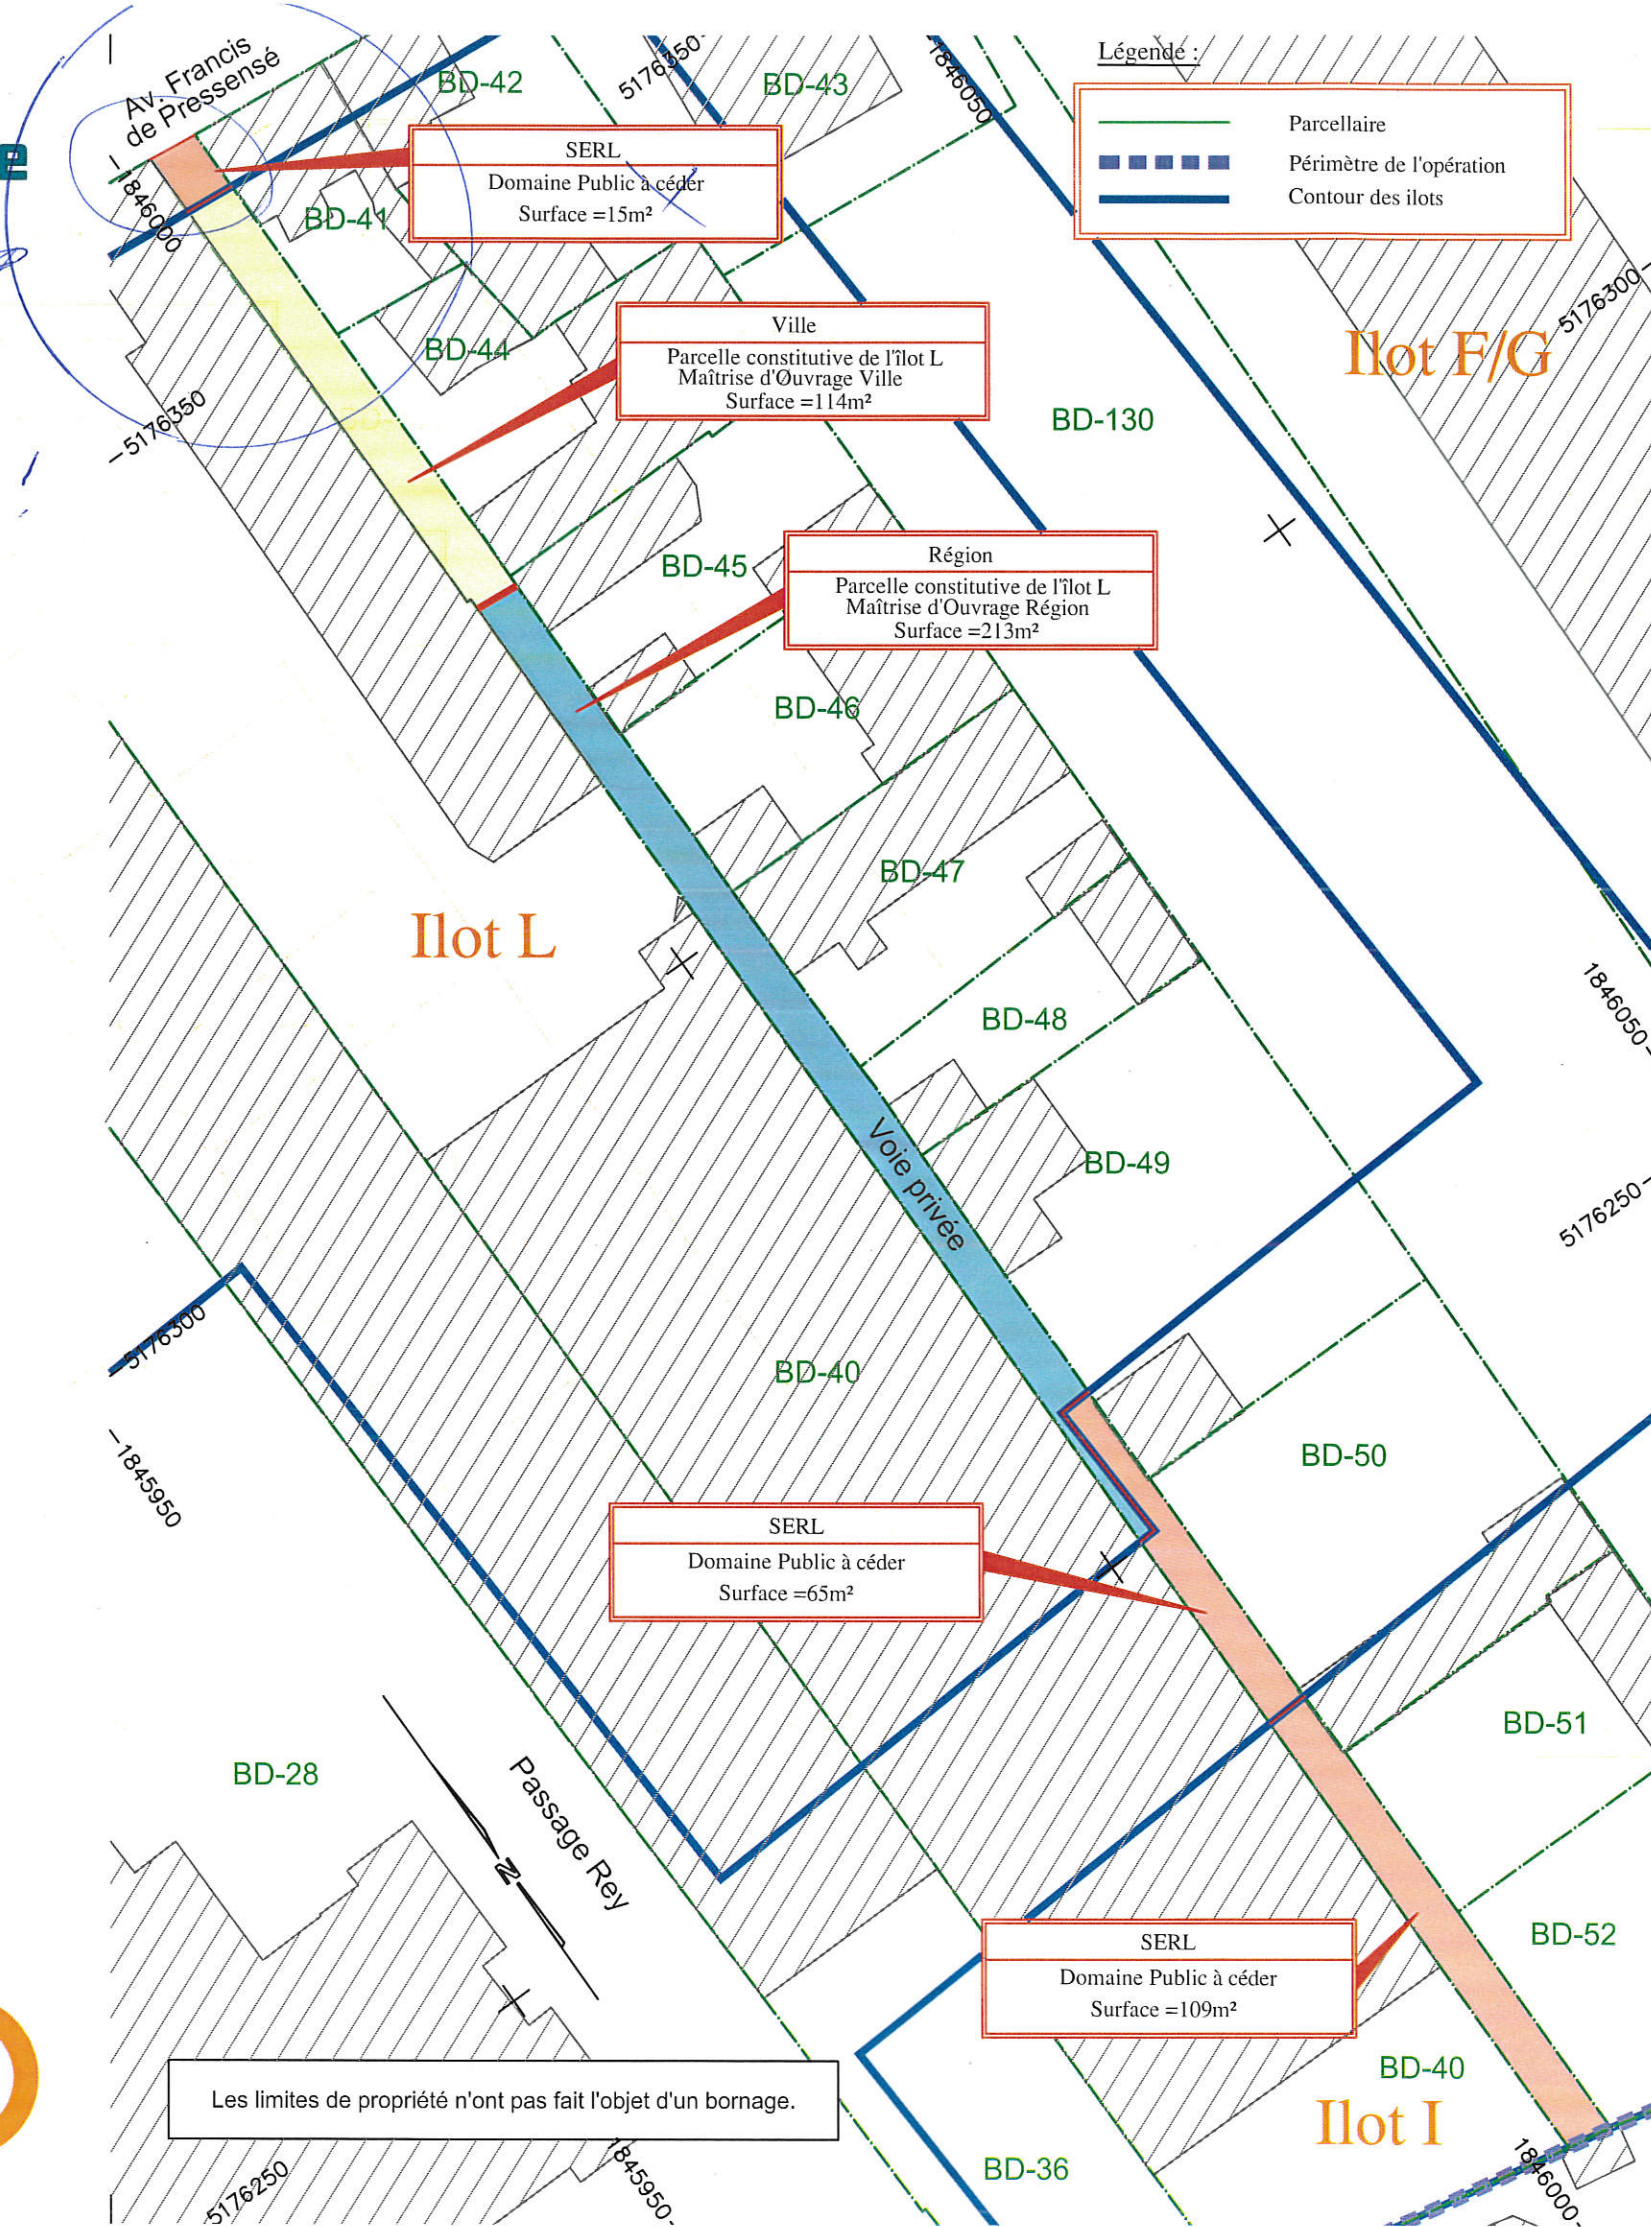 Av. Francis
de Pressensé
BD-42
5176350
BD-43
1846050
Légende :
Parcellaire
Périmètre de l'opération
Contour des ilots
e
SERL
Domaine Public à céder
Surface =15m²
1846000
BD-41
5176300
Ville
Parcelle constitutive de l'îlot L
Maîtrise d'Ouvrage Ville
Surface =114m²
Ilot F/G
BD-44
5176350
BD-130
Région
Parcelle constitutive de l'îlot L
Maîtrise d'Ouvrage Région
Surface =213m²
BD-45
BD-46
BD-47
Ilot L
BD-48
1846050
Voie privée
BD-49
5176250
5176300
BD-40
BD-50
1845950
SERL
Domaine Public à céder
Surface =65m²
BD-51
BD-28
Passage Rey
N
SERL
Domaine Public à céder
Surface =109m²
BD-52
BD-40
Ilot I
Les limites de propriété n'ont pas fait l'objet d'un bornage.
BD-36
5176250
1845950
1846000